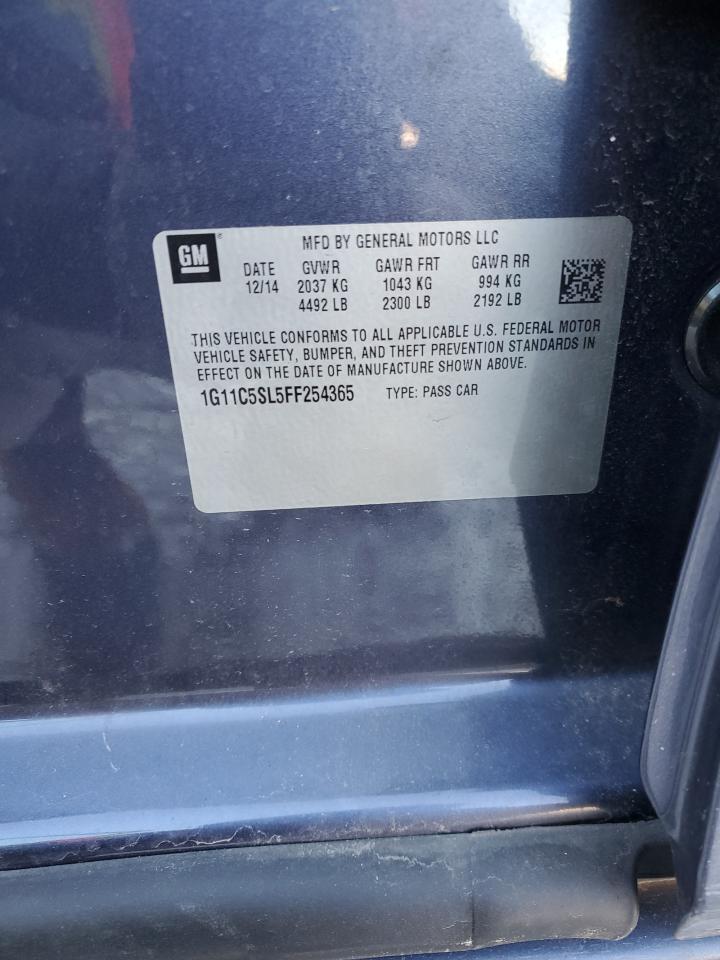 GM
MFD BY GENERAL MOTORS LLC
DATE GVWR GAWR FRT GAWR RR
12/14 2037 KG 1043 KG 994 KG
4492 LB 2300 LB 2192 LB
THIS VEHICLE CONFORMS TO ALL APPLICABLE U.S. FEDERAL MOTOR
VEHICLE SAFETY, BUMPER, AND THEFT PREVENTION STANDARDS IN
EFFECT ON THE DATE OF MANUFACTURE SHOWN ABOVE.
1G11C5SL5FF254365 TYPE: PASS CAR